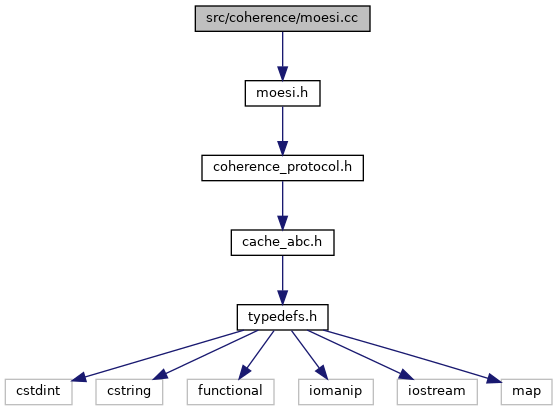 src/coherence/moesi.cc
moesi.h
coherence_protocol.h
cache_abc.h
typedefs.h
cstdint
cstring
functional
iomanip
iostream
map